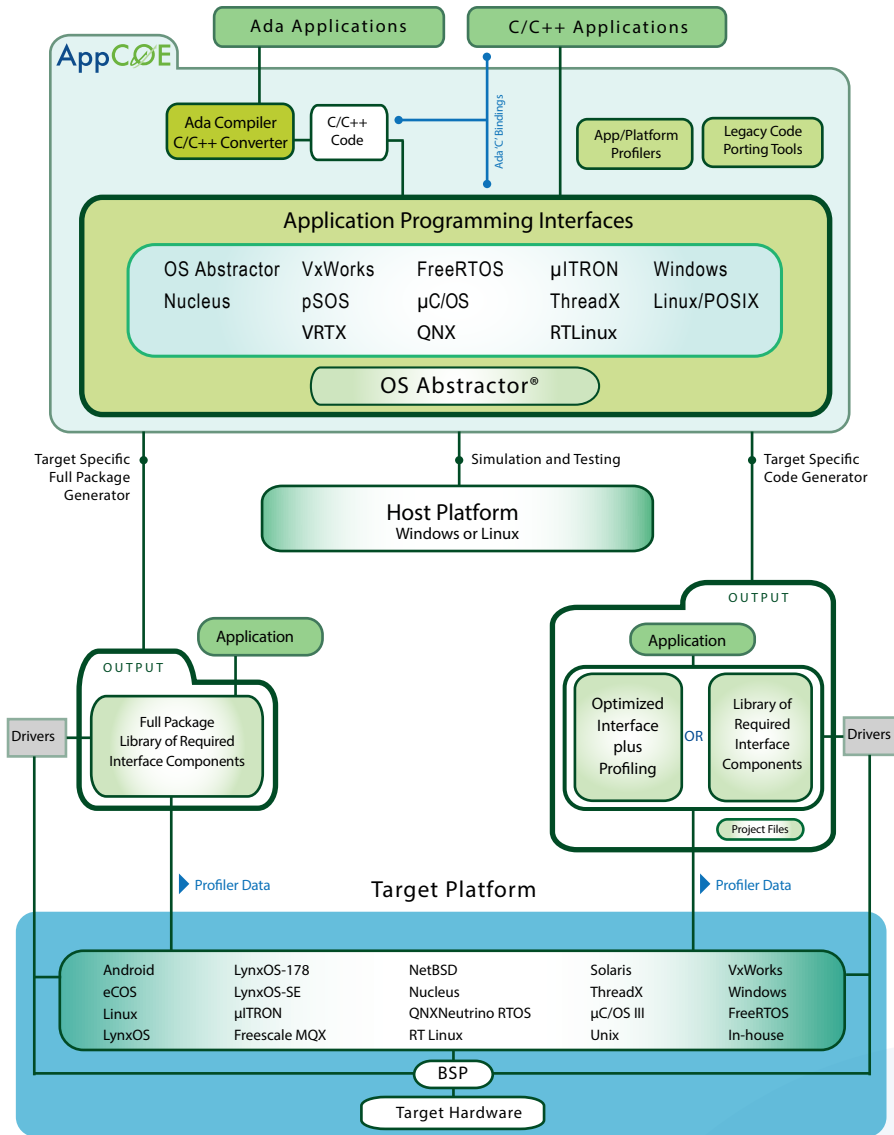 Ada Applications
C/C++ Applications
AppCOE
Ada Compiler
C/C++ Converter
C/C++
Code
Ada 'C' Bindings
App/Platform
Profilers
Legacy Code
Porting Tools
Application Programming Interfaces
OS Abstractor VxWorks FreeRTOS µITRON Windows
Nucleus pSOS µC/OS ThreadX Linux/POSIX
VRTX QNX RTLinux
OS Abstractor®
Target Specific
Full Package
Generator
Simulation and Testing
Target Specific
Code Generator
Host Platform
Windows or Linux
OUTPUT
Application
Full Package
Library of Required
Interface Components
Drivers
OUTPUT
Application
Optimized
Interface
plus
Profiling
OR
Library of
Required
Interface
Components
Drivers
Project Files
Profiler Data
Target Platform
Profiler Data
Android LynxOS-178 NetBSD Solaris VxWorks
eCOS LynxOS-SE Nucleus ThreadX Windows
Linux µITRON QNXNeutrino RTOS µC/OS III FreeRTOS
LynxOS Freescale MQX RT Linux Unix In-house
BSP
Target Hardware